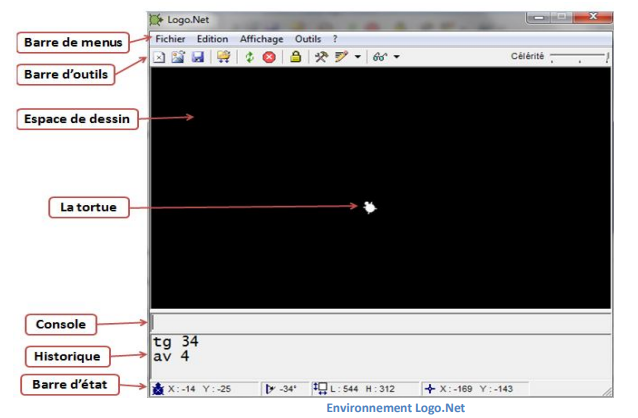 Logo.Net
Fichier Edition Affichage Outils ?
Célérité
Barre de menus
Barre d'outils
Espace de dessin
La tortue
Console
Historique
Barre d'état
tg 34
av 4
X : -14 Y : -25 -34° L : 544 H : 312 X : -169 Y : -143
Environnement Logo.Net